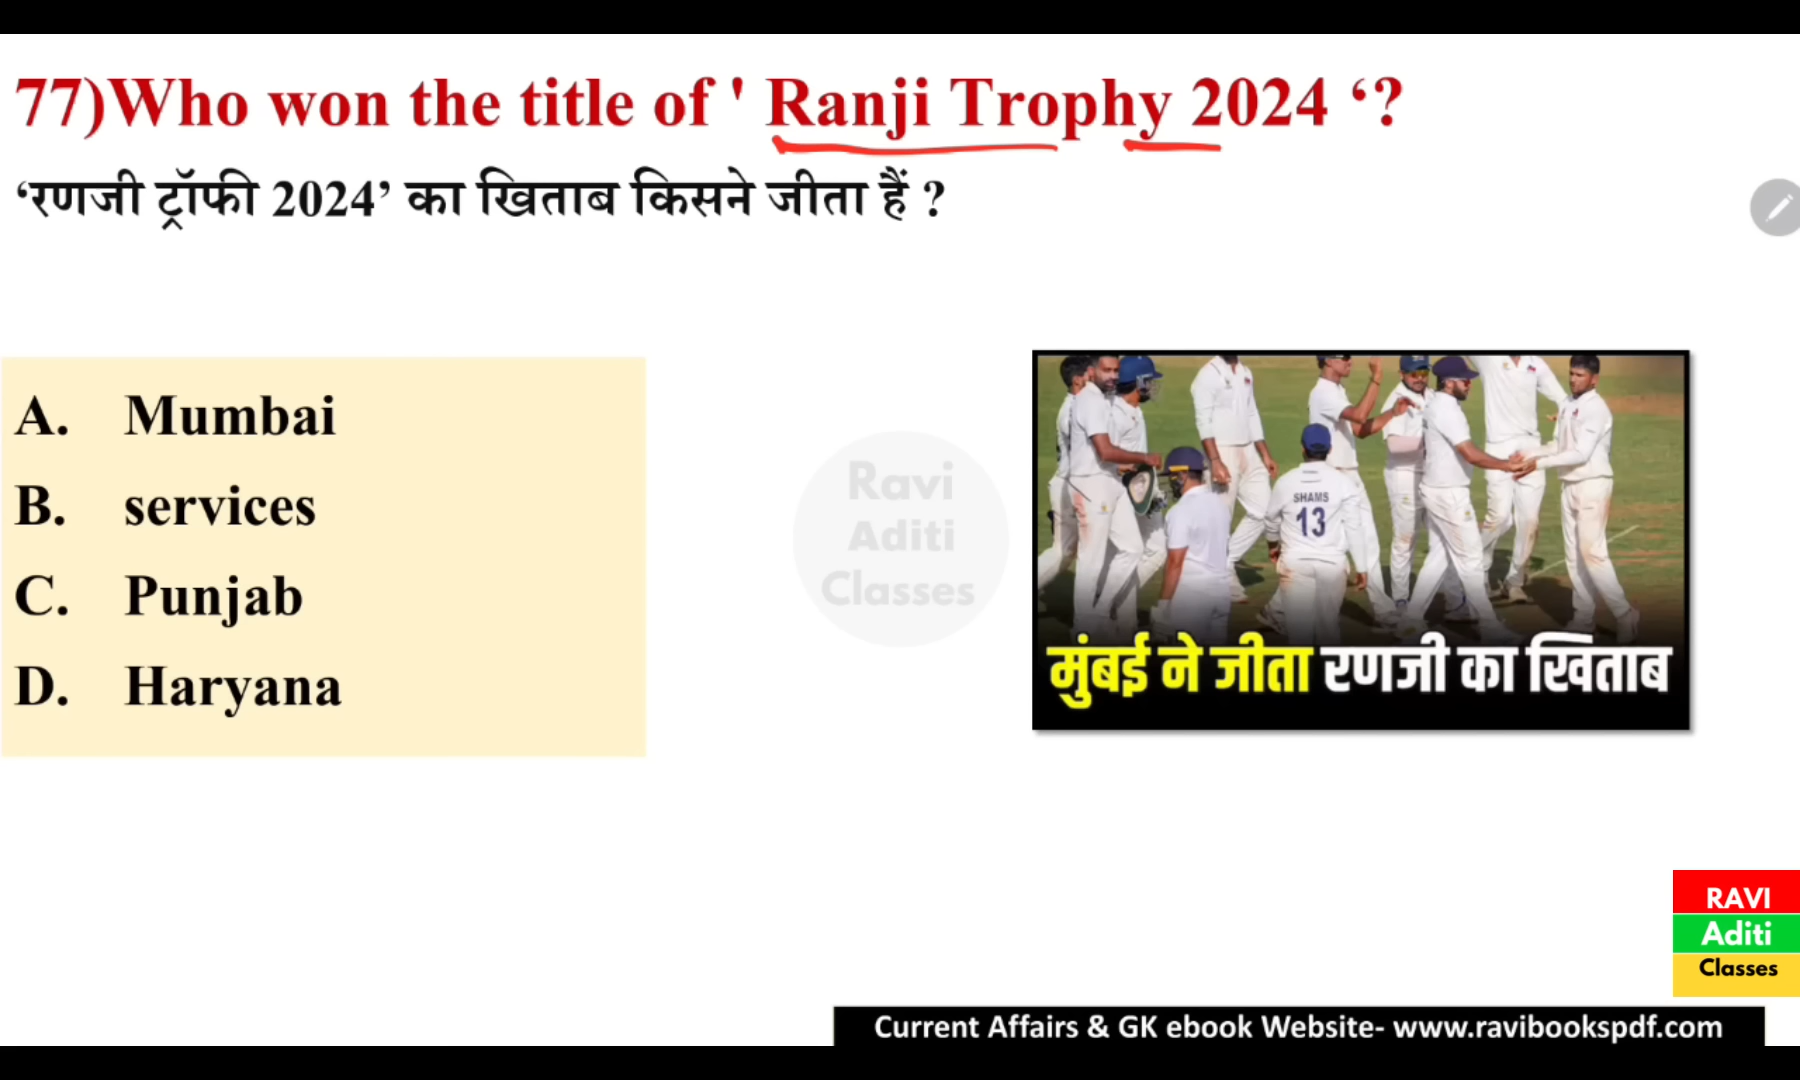 77)Who won the title of ' Ranji Trophy 2024 ‘?
‘रणजी ट्रॉफी 2024’ का खिताब किसने जीता हैं ?
A. Mumbai
B. services
C. Punjab
D. Haryana
Ravi
Aditi
Classes
SHAMS
13
मुंबई ने जीता रणजी का खिताब
RAVI
Aditi
Classes
Current Affairs & GK ebook Website- www.ravibookspdf.com